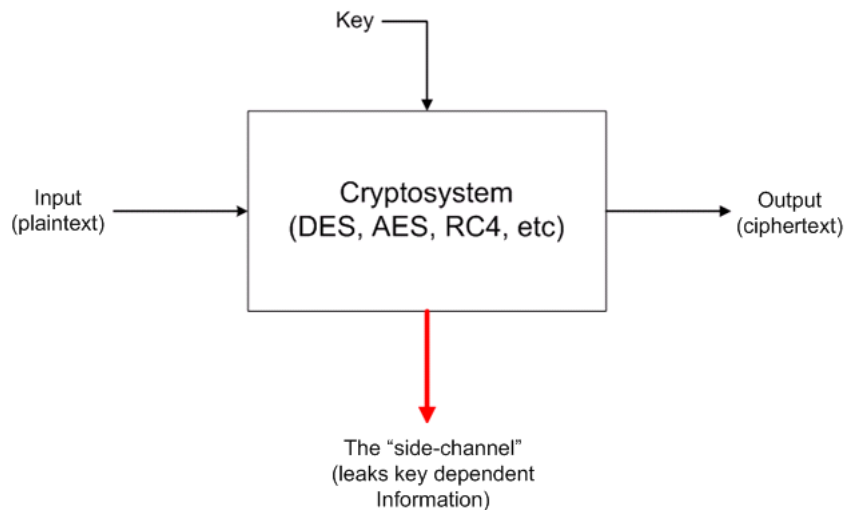 Key
Input
(plaintext)
Cryptosystem
(DES, AES, RC4, etc)
Output
(ciphertext)
The “side-channel”
(leaks key dependent
Information)